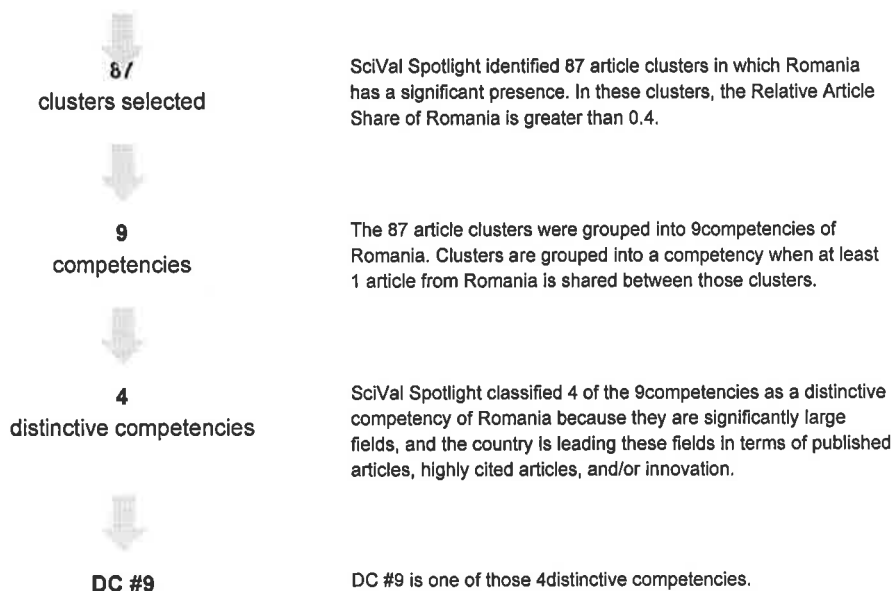 87
clusters selected
SciVal Spotlight identified 87 article clusters in which Romania
has a significant presence. In these clusters, the Relative Article
Share of Romania is greater than 0.4.
9
competencies
The 87 article clusters were grouped into 9competencies of
Romania. Clusters are grouped into a competency when at least
1 article from Romania is shared between those clusters.
4
distinctive competencies
SciVal Spotlight classified 4 of the 9competencies as a distinctive
competency of Romania because they are significantly large
fields, and the country is leading these fields in terms of published
articles, highly cited articles, and/or innovation.
DC #9
DC #9 is one of those 4distinctive competencies.